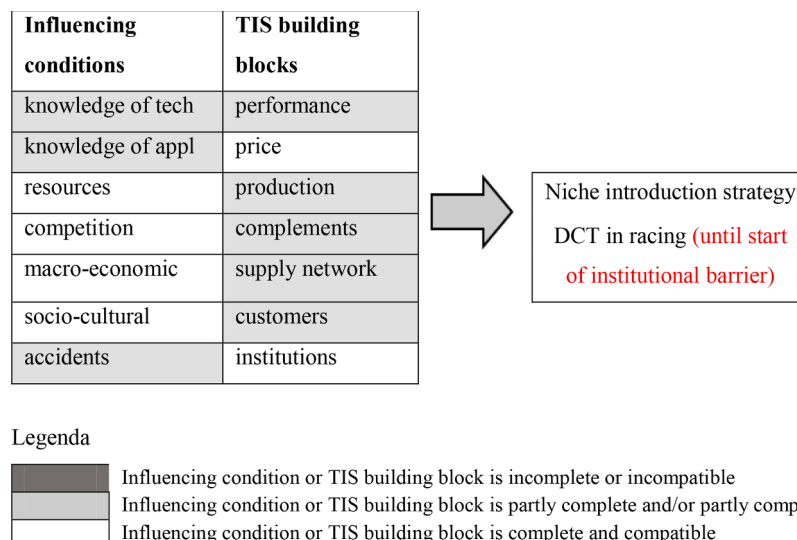 Influencing conditions TIS building blocks
knowledge of tech performance
knowledge of appl price
resources production
competition complements
macro-economic supply network
socio-cultural customers
accidents institutions
Niche introduction strategy
DCT in racing (until start
of institutional barrier)
Legenda
Influencing condition or TIS building block is incomplete or incompatible
Influencing condition or TIS building block is partly complete and/or partly comp
Influencing condition or TIS building block is complete and compatible